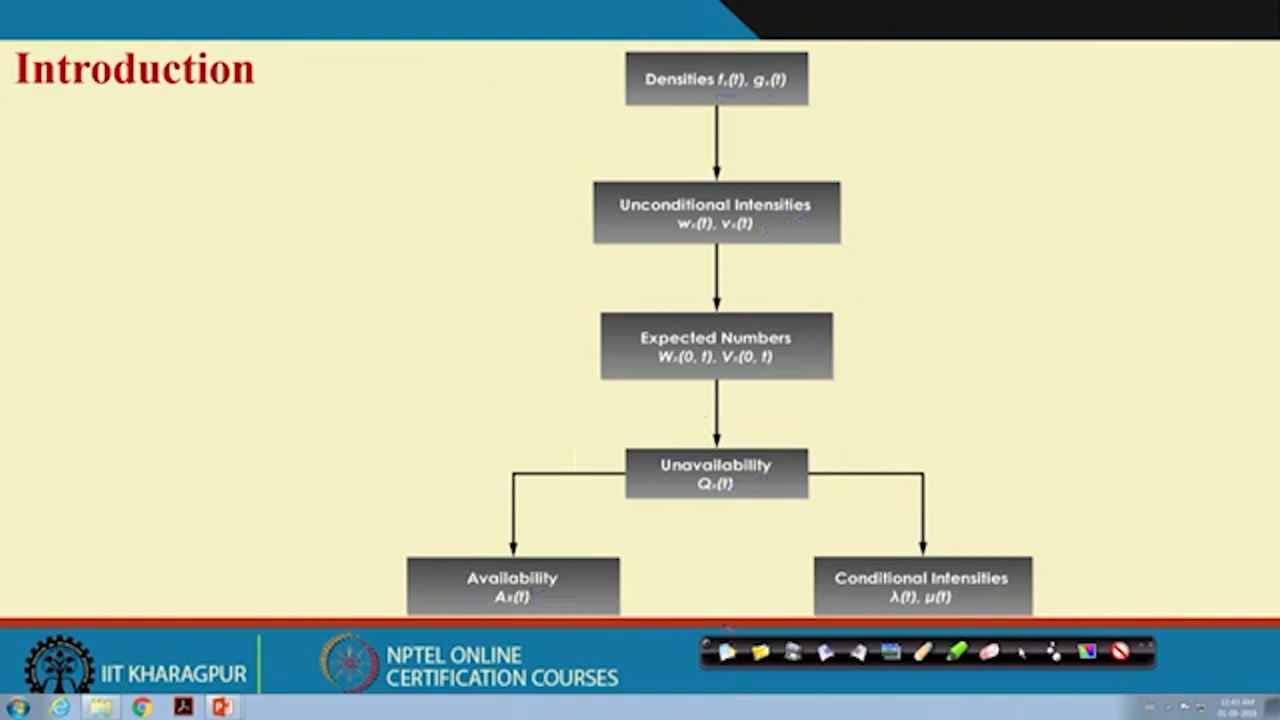 Introduction
Densities fₓ(t), gₓ(t)
Unconditional Intensities
wₓ(t), vₓ(t)
Expected Numbers
Wₓ(0, t), Vₓ(0, t)
Unavailability
Qₓ(t)
Availability
Aₓ(t)
Conditional Intensities
λ(t), μ(t)
IIT KHARAGPUR
NPTEL ONLINE
CERTIFICATION COURSES